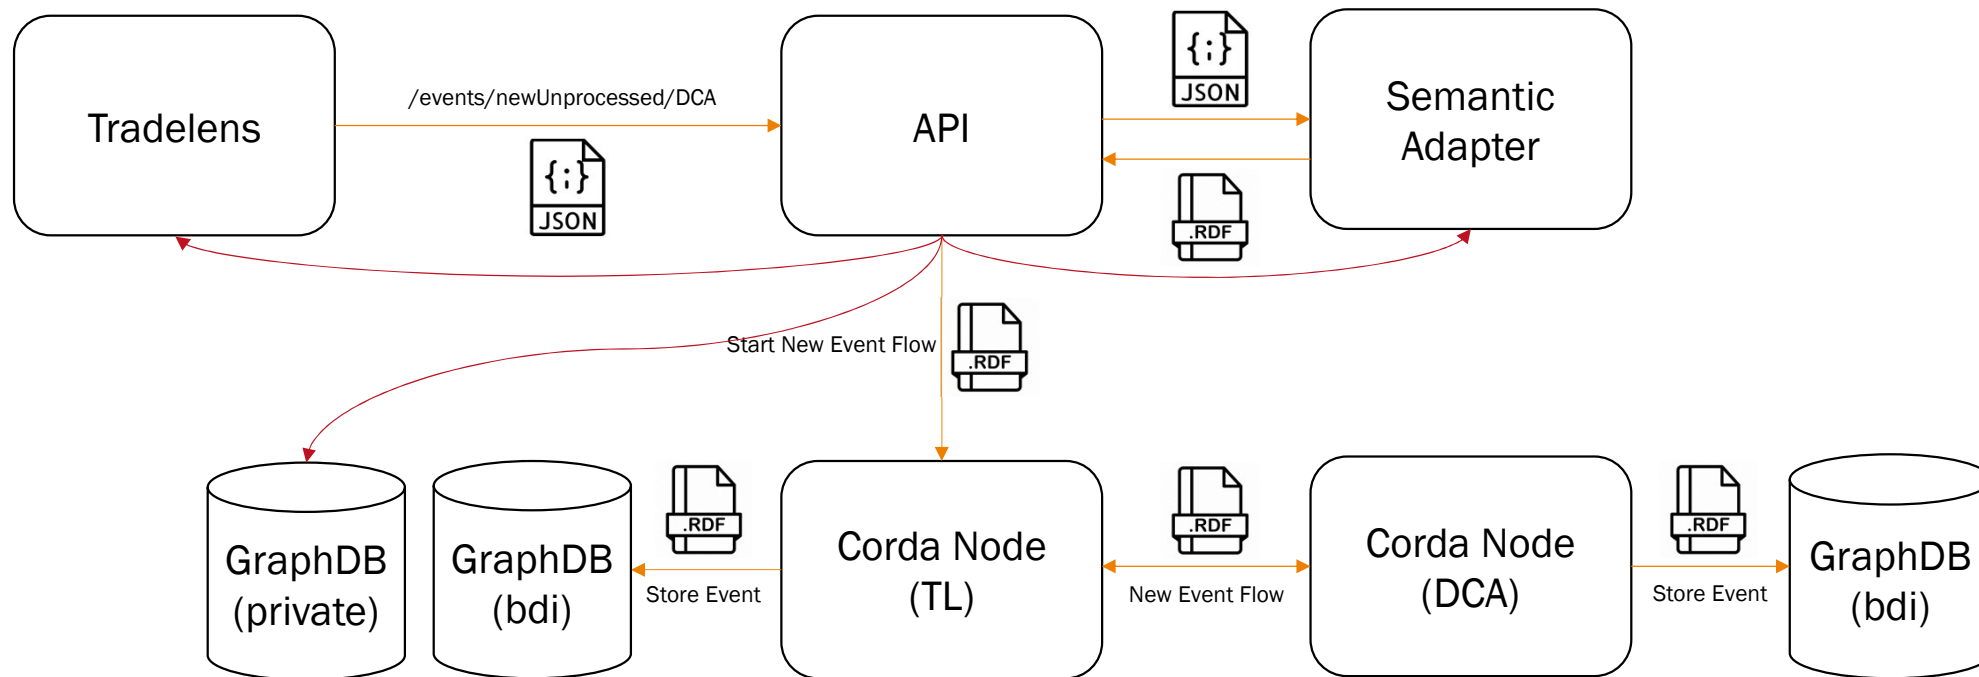 Tradelens
/events/newUnprocessed/DCA
{;}
JSON
API
{;}
JSON
.RDF
Semantic
Adapter
Start New Event Flow
.RDF
GraphDB
(private)
GraphDB
(bdi)
.RDF
Store Event
Corda Node
(TL)
.RDF
New Event Flow
Corda Node
(DCA)
.RDF
Store Event
GraphDB
(bdi)